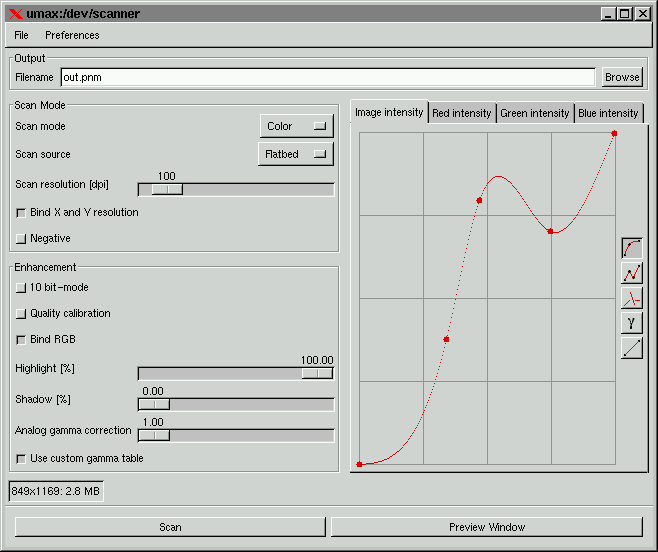 umax:/dev/scanner
File Preferences
Output
Filename out.pnm Browse
Scan Mode
Scan mode Color
Scan source Flatbed
Scan resolution [dpi] 100
Bind X and Y resolution
Negative
Enhancement
10 bit-mode
Quality calibration
Bind RGB
Highlight [%] 100.00
Shadow [%] 0.00
Analog gamma correction 1.00
Use custom gamma table
Image intensity Red intensity Green intensity Blue intensity
γ
849x1169: 2.8 MB
Scan Preview Window